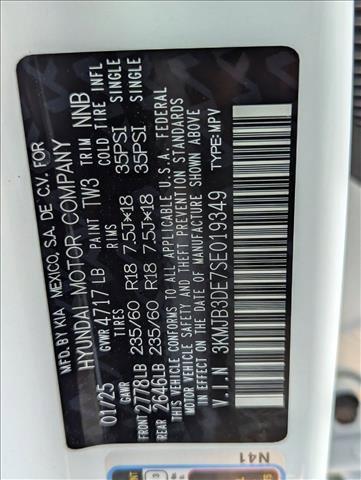 MFD. BY KIA MEXICO, S.A. DE C.V. FOR
HYUNDAI MOTOR COMPANY
01/25 GVWR 4717 LB PAINT TW3 TRIM NNB
GAWR TIRES RIMS COLD TIRE INFL
FRONT 2778LB 235/60 R18 7.5J×18 35PSI SINGLE
REAR 2646LB 235/60 R18 7.5J×18 35PSI SINGLE
THIS VEHICLE CONFORMS TO ALL APPLICABLE U.S.A. FEDERAL
MOTOR VEHICLE SAFETY AND THEFT PREVENTION STANDARDS
IN EFFECT ON THE DATE OF MANUFACTURE SHOWN ABOVE
V.I.N 3KMJB3DE7SE019349 TYPE:MPV
N41